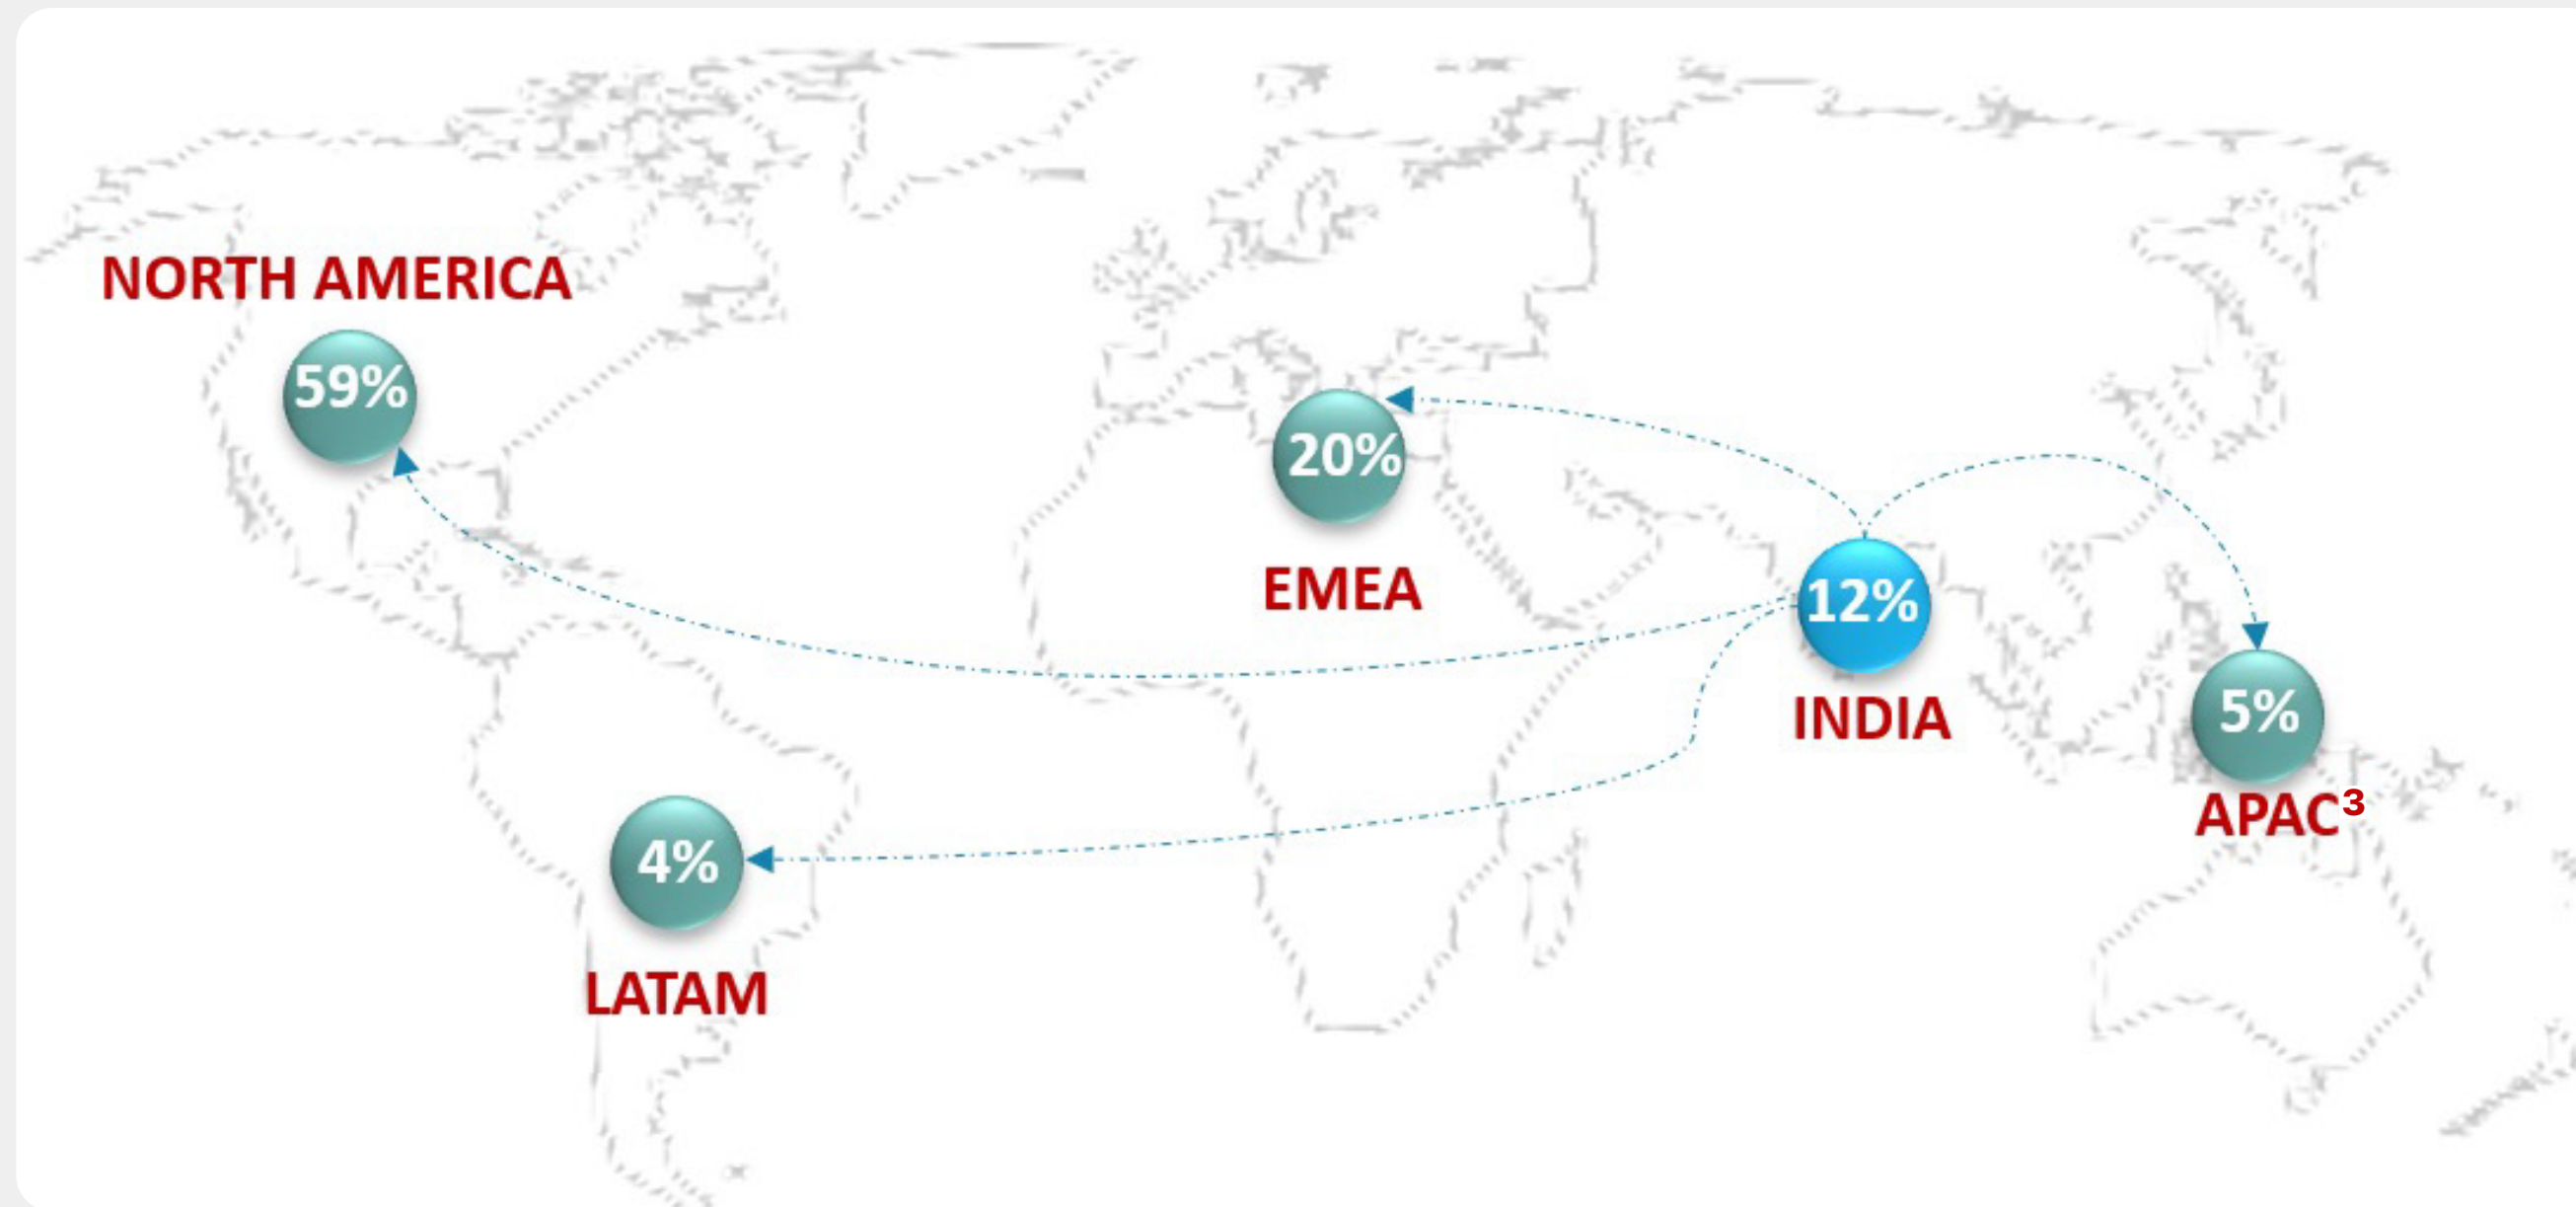 NORTH AMERICA
59%
20%
EMEA
12%
INDIA
5%
APAC³
4%
LATAM